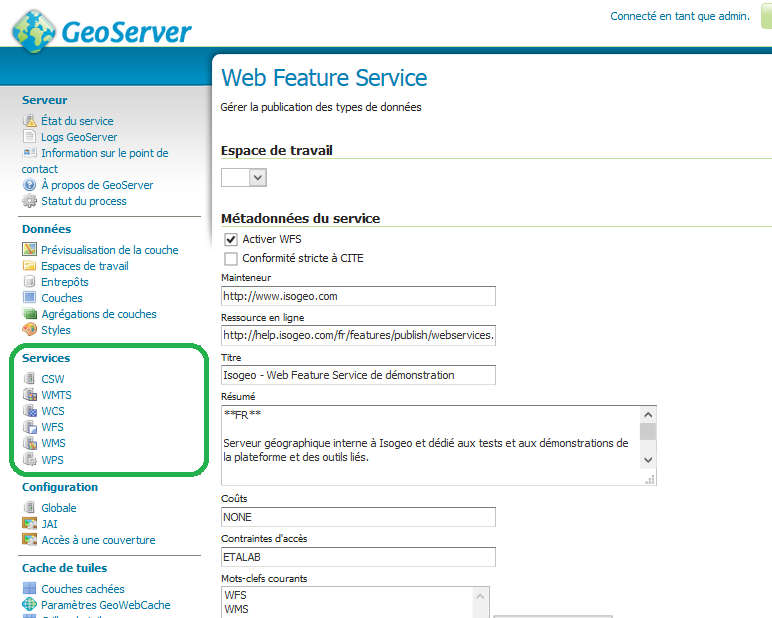 GeoServer
Connecté en tant que admin.
Serveur
État du service
Logs GeoServer
Information sur le point de
contact
À propos de GeoServer
Statut du process
Données
Prévisualisation de la couche
Espaces de travail
Entrepôts
Couches
Agrégations de couches
Styles
Services
CSW
WMTS
WCS
WFS
WMS
WPS
Configuration
Globale
JAI
Accès à une couverture
Cache de tuiles
Couches cachées
Paramètres GeoWebCache
Web Feature Service
Gérer la publication des types de données
Espace de travail
Métadonnées du service
Activer WFS
Conformité stricte à CITE
Mainteneur
http://www.isogeo.com
Ressource en ligne
http://help.isogeo.com/fr/features/publish/webservices.
Titre
Isogeo - Web Feature Service de démonstration
Résumé
**FR**
Serveur géographique interne à Isogeo et dédié aux tests et aux démonstrations de
la plateforme et des outils liés.
Coûts
NONE
Contraintes d'accès
ETALAB
Mots-clefs courants
WFS
WMS